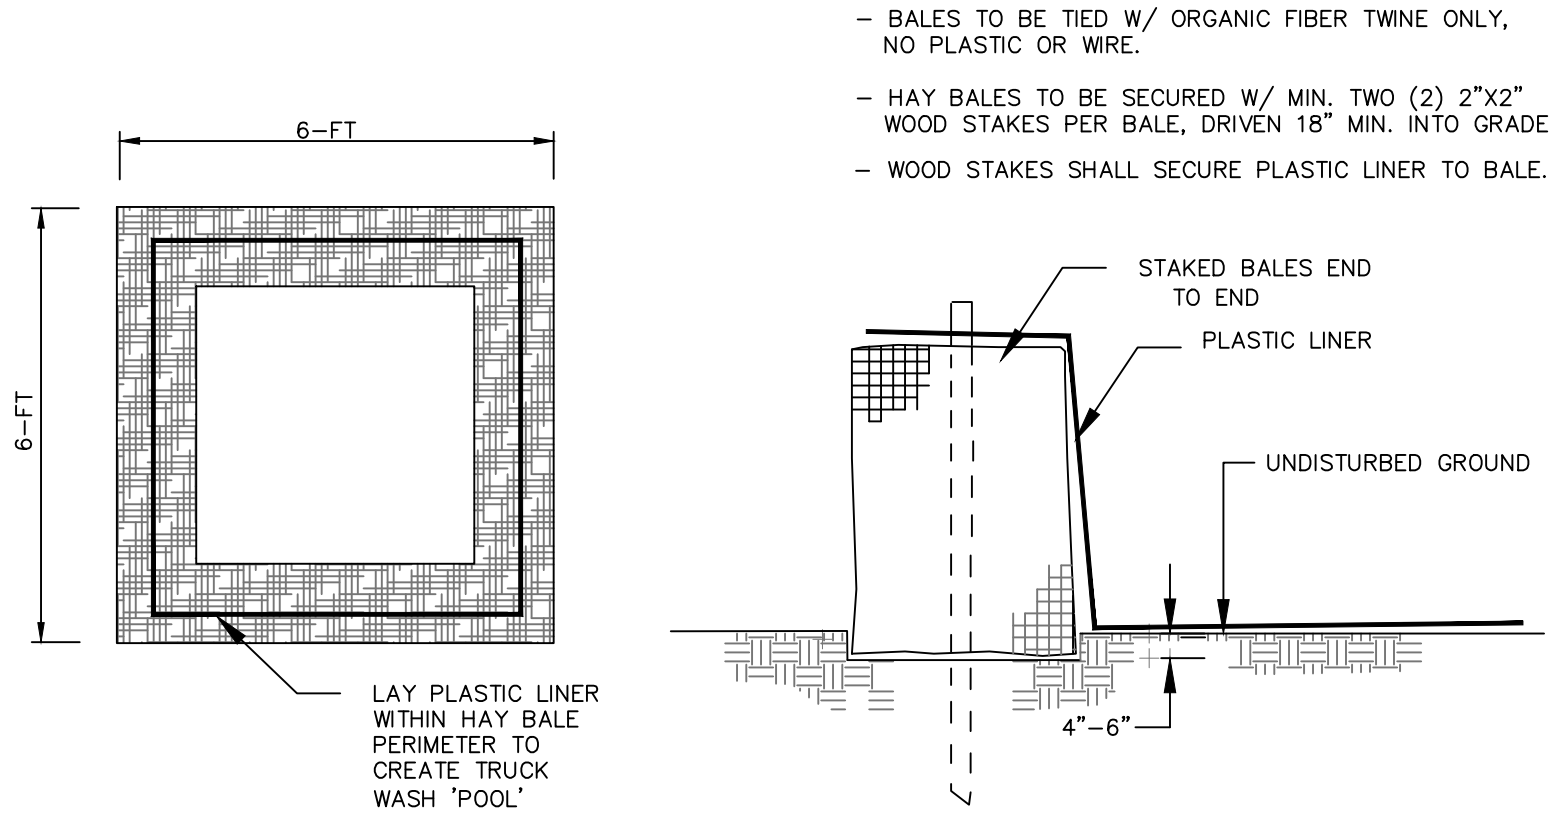 – BALES TO BE TIED W/ ORGANIC FIBER TWINE ONLY,
NO PLASTIC OR WIRE.
– HAY BALES TO BE SECURED W/ MIN. TWO (2) 2”X2”
WOOD STAKES PER BALE, DRIVEN 18” MIN. INTO GRADE
– WOOD STAKES SHALL SECURE PLASTIC LINER TO BALE.
6–FT
6–FT
LAY PLASTIC LINER
WITHIN HAY BALE
PERIMETER TO
CREATE TRUCK
WASH ’POOL’
STAKED BALES END
TO END
PLASTIC LINER
UNDISTURBED GROUND
4”–6”